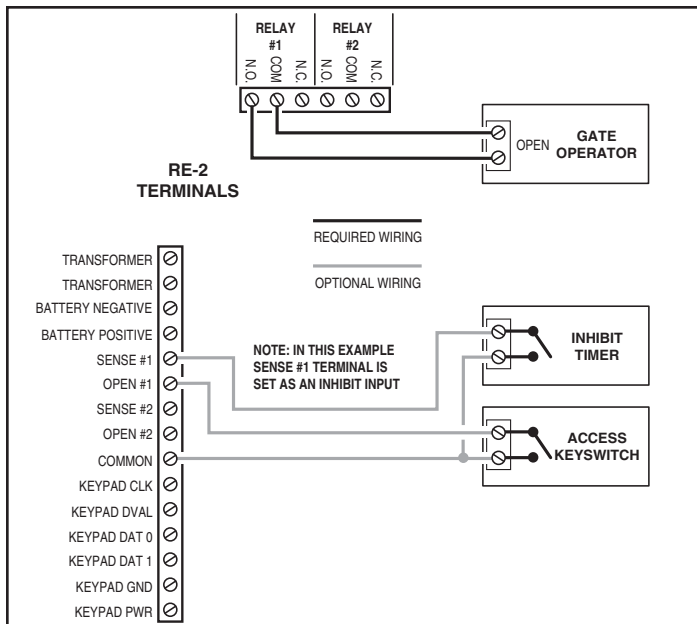 RELAY
#1
RELAY
#2
N.O.
COM
N.C.
N.O.
COM
N.C.
OPEN
GATE
OPERATOR
RE-2
TERMINALS
REQUIRED WIRING
OPTIONAL WIRING
TRANSFORMER
TRANSFORMER
BATTERY NEGATIVE
BATTERY POSITIVE
SENSE #1
OPEN #1
SENSE #2
OPEN #2
COMMON
KEYPAD CLK
KEYPAD DVAL
KEYPAD DAT 0
KEYPAD DAT 1
KEYPAD GND
KEYPAD PWR
NOTE: IN THIS EXAMPLE
SENSE #1 TERMINAL IS
SET AS AN INHIBIT INPUT
INHIBIT
TIMER
ACCESS
KEYSWITCH